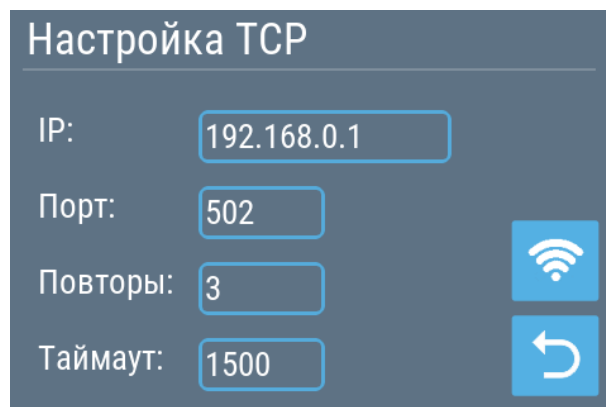 Настройка TCP
IP: 192.168.0.1
Порт: 502
Повторы: 3
Таймаут: 1500